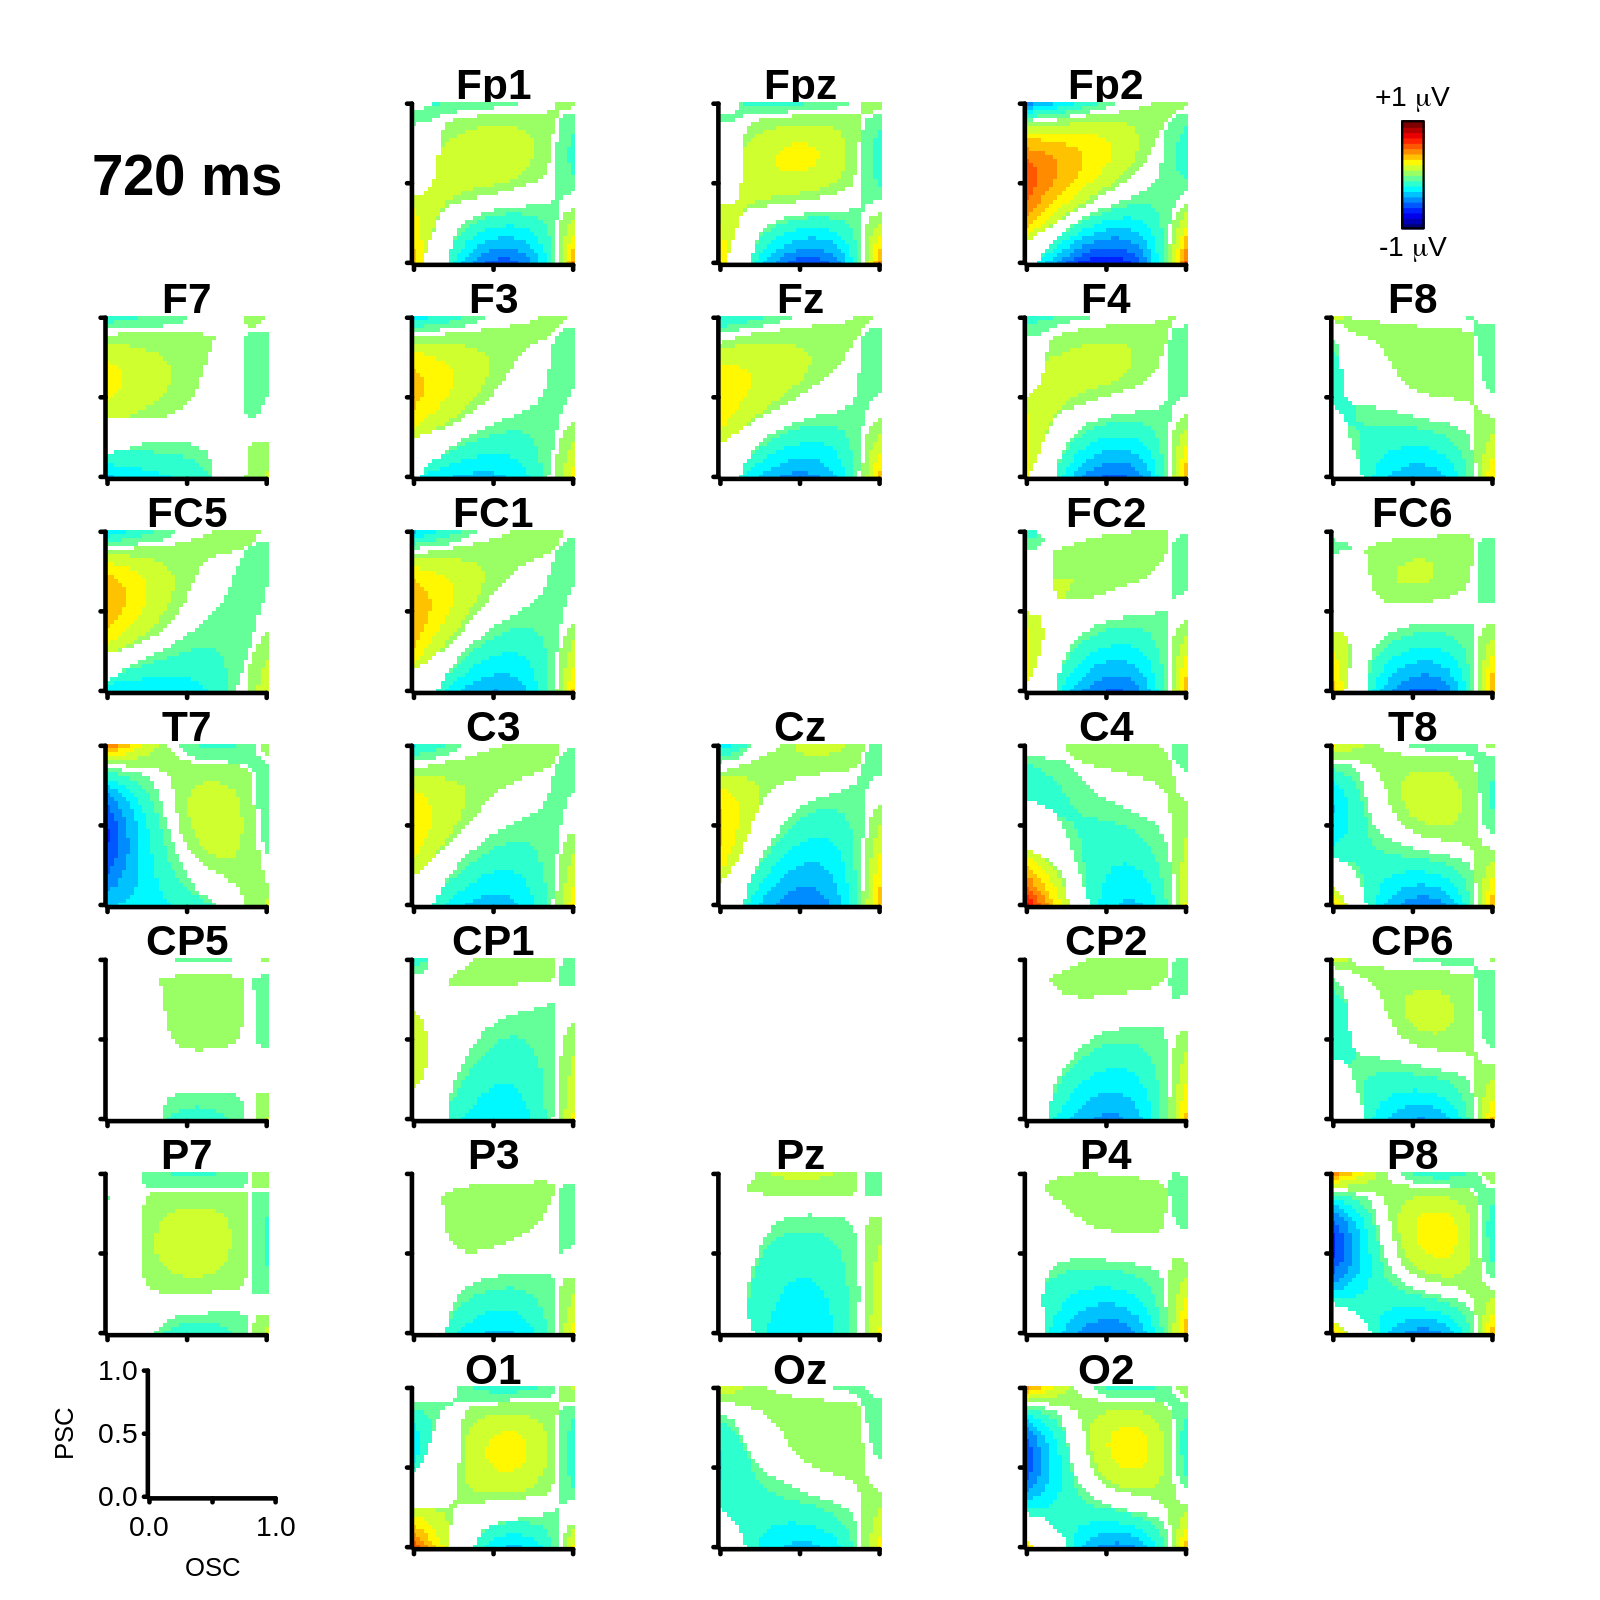 Fp1 Fpz Fp2
+1 μV
720 ms
-1 μV
F7 F3 Fz F4 F8
FC5 FC1 FC2 FC6
T7 C3 Cz C4 T8
CP5 CP1 CP2 CP6
P7 P3 Pz P4 P8
O1 Oz O2
1.0
PSC
0.5
0.0
0.0 1.0
OSC